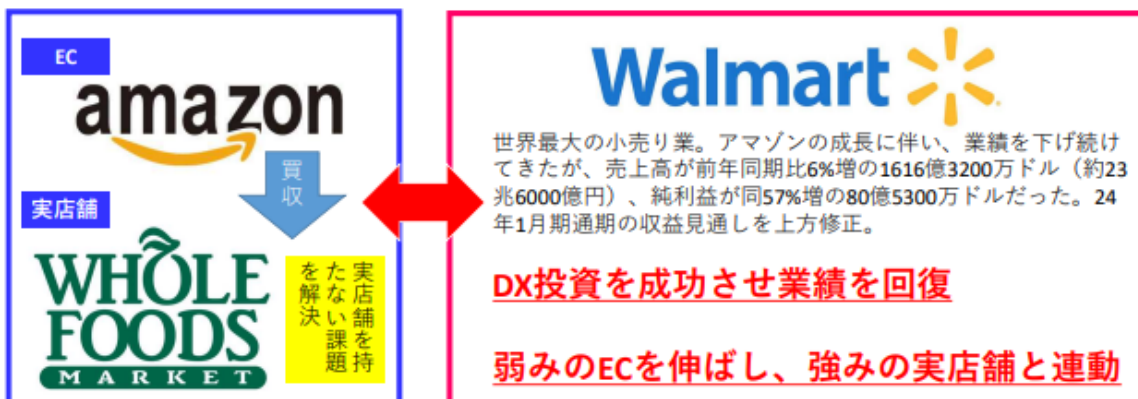 EC
amazon
買収
実店舗
WHOLE
FOODS
MARKET
実店舗を持
たない課題
を解決
Walmart
世界最大の小売り業。アマゾンの成長に伴い、業績を下げ続け
てきたが、売上高が前年同期比6%増の1616億3200万ドル（約23
兆6000億円）、純利益が同57%増の80億5300万ドルだった。24
年1月期通期の収益見通しを上方修正。
DX投資を成功させ業績を回復
弱みのECを伸ばし、強みの実店舗と連動